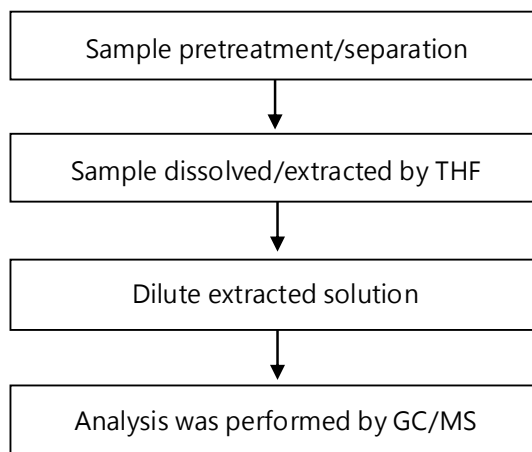 Sample pretreatment/separation
Sample dissolved/extracted by THF
Dilute extracted solution
Analysis was performed by GC/MS